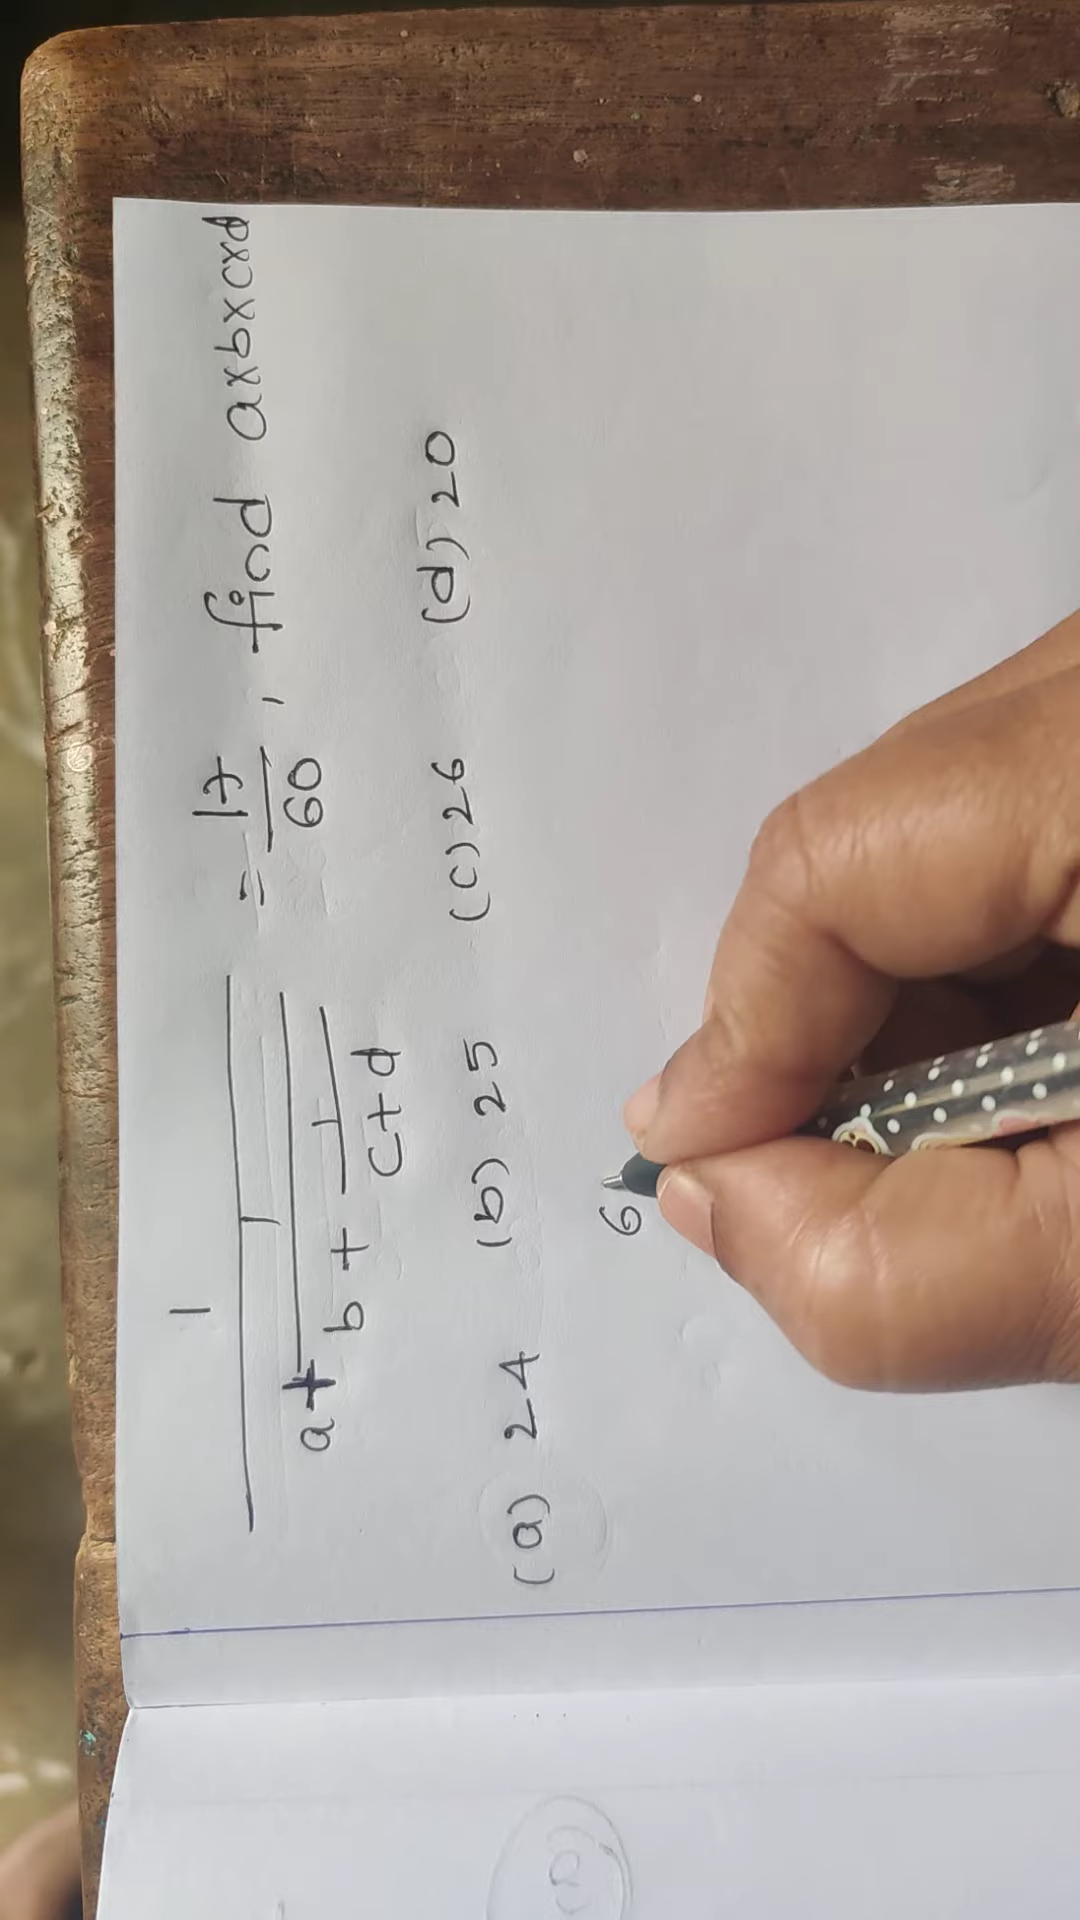 1
1 = 17
a + b + 1 60 , find a×b×c×d
c+d
(a) 24 (b) 25 (c) 26 (d) 20
6
(a)